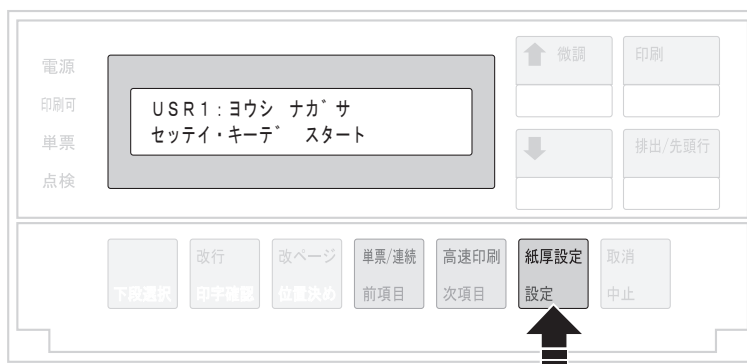 電源
印刷可
単票
点検
USR1:ヨウシ ナガ゛サ
セッテイ・キーデ゛ スタート
微調
印刷
排出/先頭行
下段選択
改行
印字確認
改ページ
位置決め
単票/連続
前項目
高速印刷
次項目
紙厚設定
設定
取消
中止